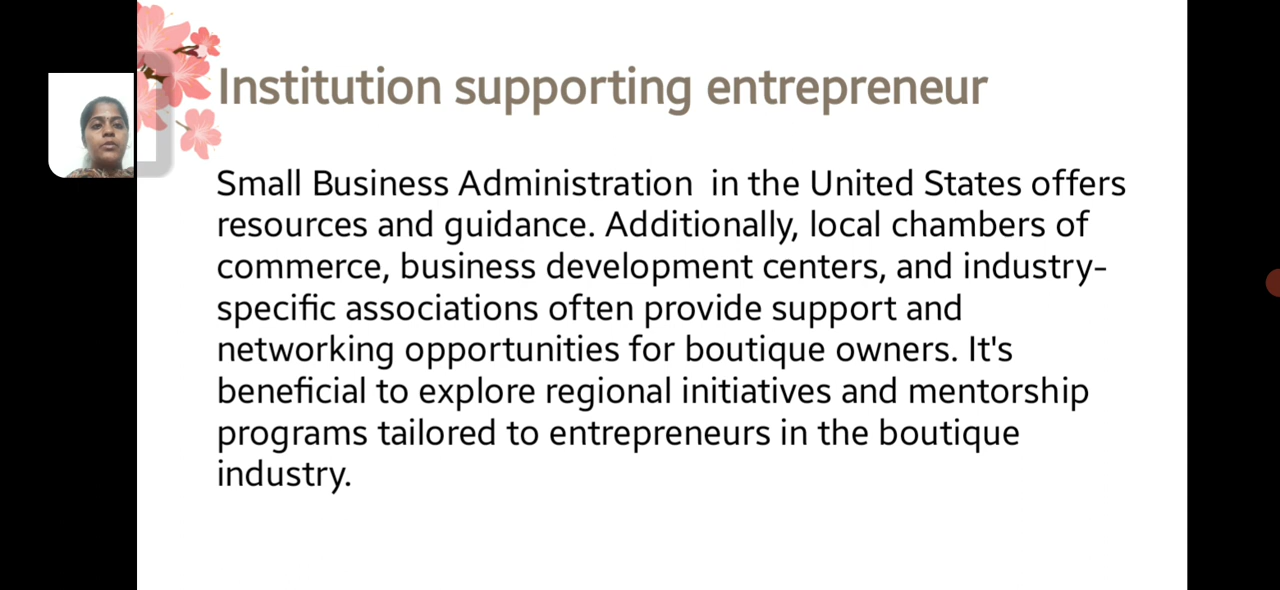 Institution supporting entrepreneur
Small Business Administration  in the United States offers
resources and guidance. Additionally, local chambers of
commerce, business development centers, and industry-
specific associations often provide support and
networking opportunities for boutique owners. It's
beneficial to explore regional initiatives and mentorship
programs tailored to entrepreneurs in the boutique
industry.